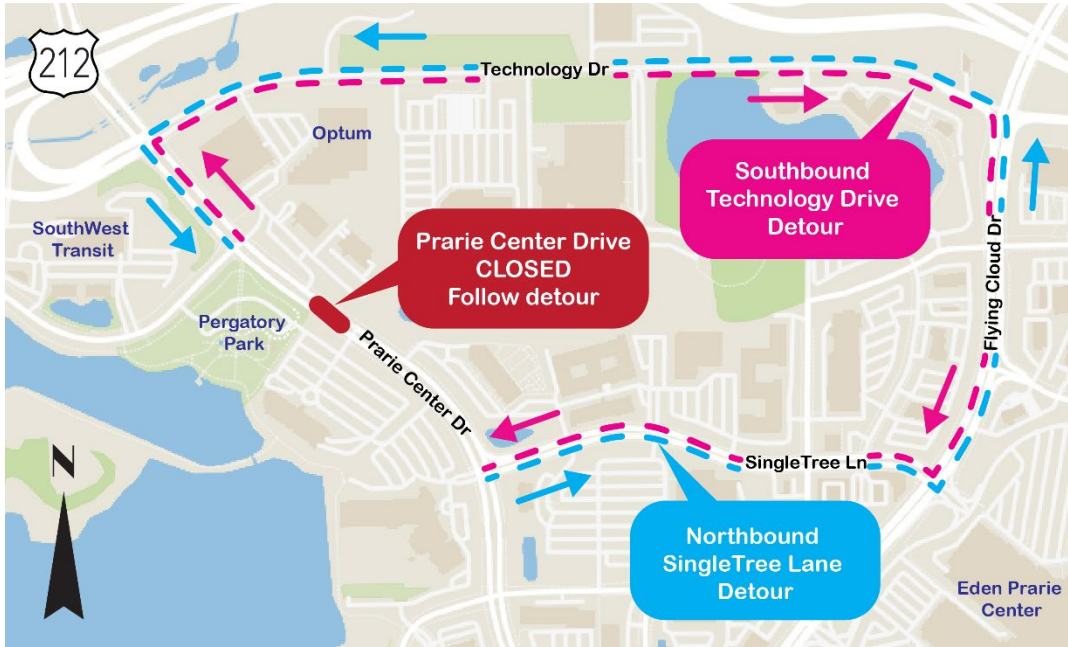 212
Technology Dr
Optum
Southbound
Technology Drive
Detour
SouthWest
Transit
Prarie Center Drive
CLOSED
Follow detour
Flying Cloud Dr
Pergatory
Park
Prarie Center Dr
SingleTree Ln
N
Northbound
SingleTree Lane
Detour
Eden Prarie
Center